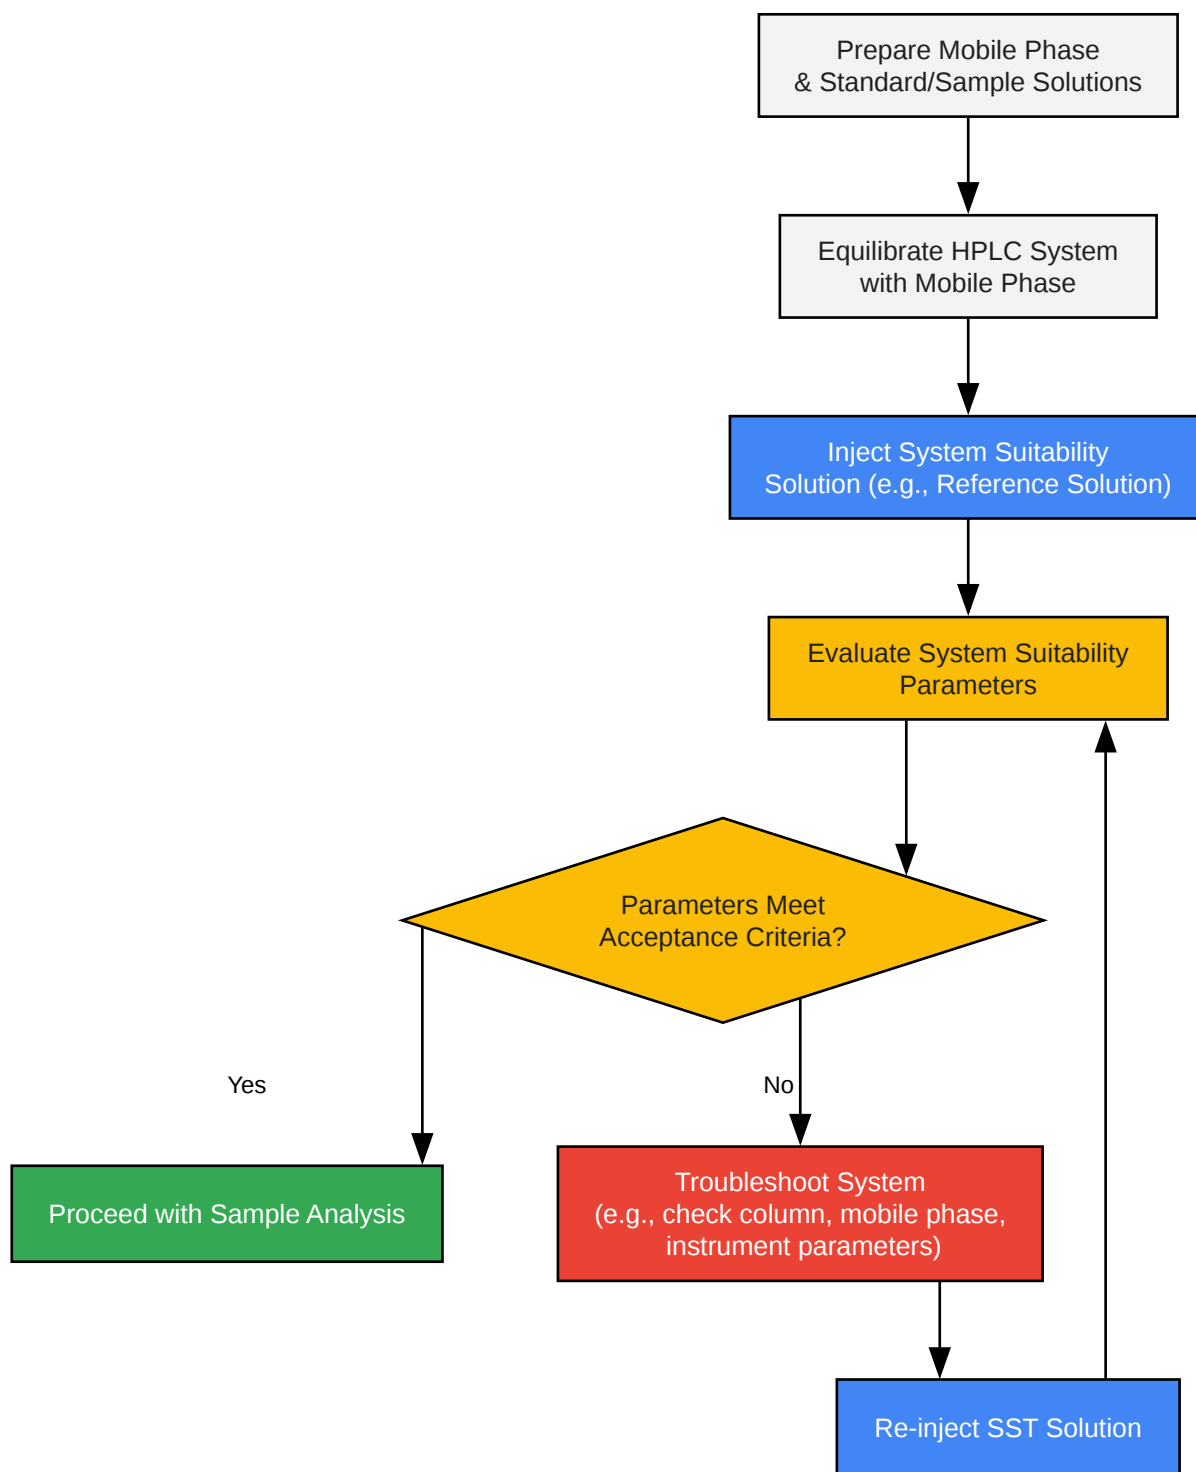 Prepare Mobile Phase
& Standard/Sample Solutions
Equilibrate HPLC System
with Mobile Phase
Inject System Suitability
Solution (e.g., Reference Solution)
Evaluate System Suitability
Parameters
Parameters Meet
Acceptance Criteria?
Yes
No
Proceed with Sample Analysis
Troubleshoot System
(e.g., check column, mobile phase,
instrument parameters)
Re-inject SST Solution